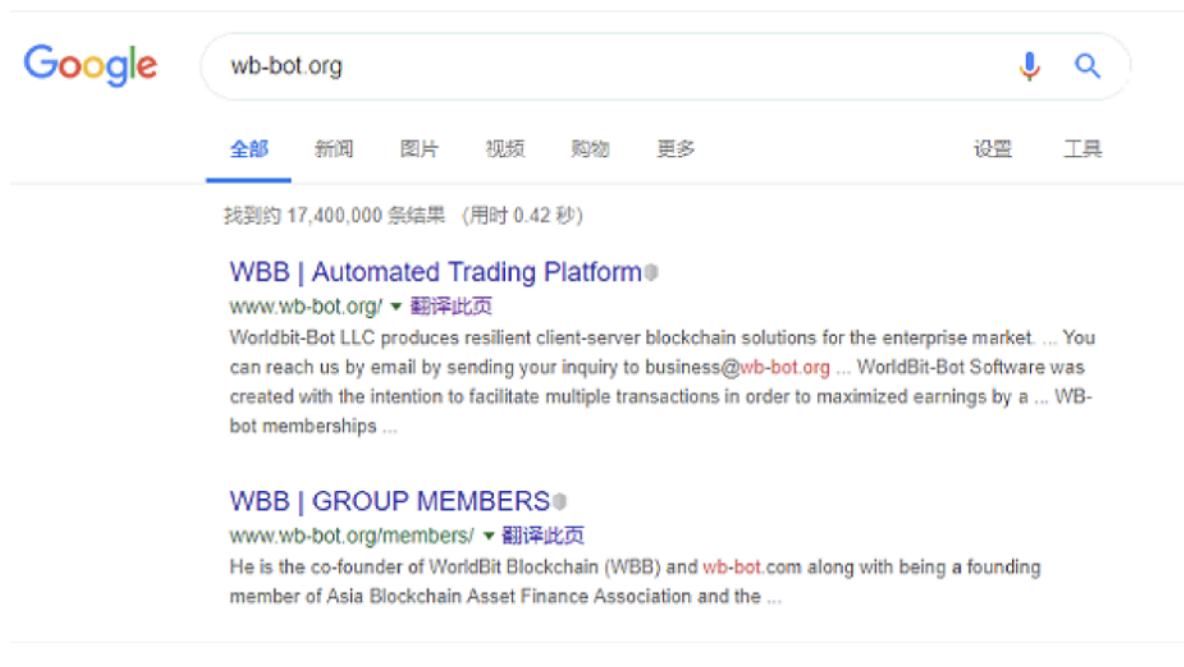 Google
wb-bot.org
全部 新闻 图片 视频 购物 更多 设置 工具
找到约 17,400,000 条结果 (用时 0.42 秒)
WBB | Automated Trading Platform
www.wb-bot.org/ 翻译此页
Worldbit-Bot LLC produces resilient client-server blockchain solutions for the enterprise market. ... You
can reach us by email by sending your inquiry to business@wb-bot.org ... WorldBit-Bot Software was
created with the intention to facilitate multiple transactions in order to maximized earnings by a ... WB-
bot memberships ...
WBB | GROUP MEMBERS
www.wb-bot.org/members/ 翻译此页
He is the co-founder of WorldBit Blockchain (WBB) and wb-bot.com along with being a founding
member of Asia Blockchain Asset Finance Association and the ...